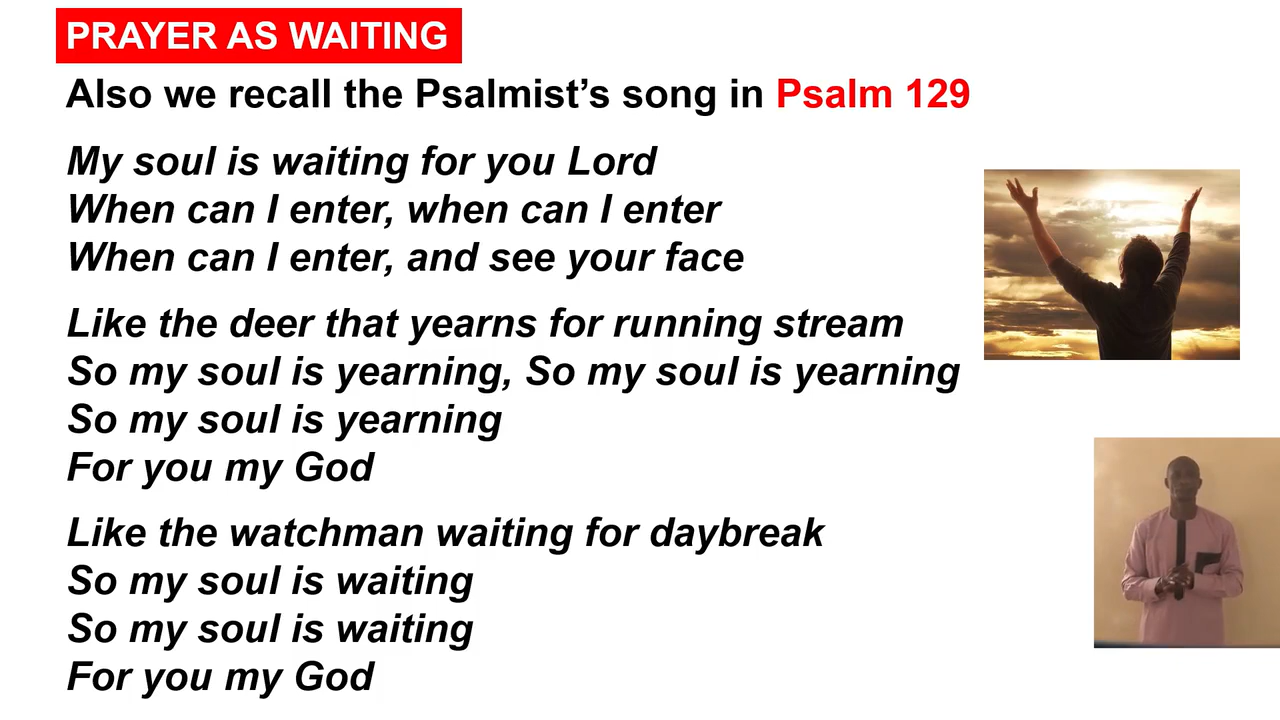 PRAYER AS WAITING
Also we recall the Psalmist’s song in Psalm 129
My soul is waiting for you Lord
When can I enter, when can I enter
When can I enter, and see your face
Like the deer that yearns for running stream
So my soul is yearning, So my soul is yearning
So my soul is yearning
For you my God
Like the watchman waiting for daybreak
So my soul is waiting
So my soul is waiting
For you my God